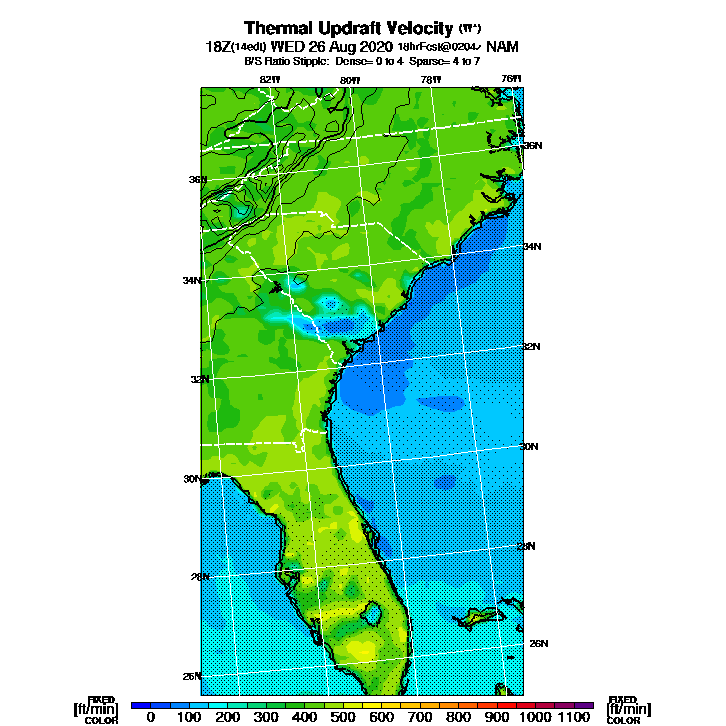 Thermal Updraft Velocity (W*)
18Z(14edt) WED 26 Aug 2020 18hrFcst@0204z NAM
B/S Ratio Stipple: Dense= 0 to 4 Sparse= 4 to 7
82W 80W 78W 76W
36N
36N
34N
34N
32N
32N
30N
30N
28N
28N
26N
26N
FIXED FIXED
[ft/min] [ft/min]
COLOR COLOR
0 100 200 300 400 500 600 700 800 900 1000 1100